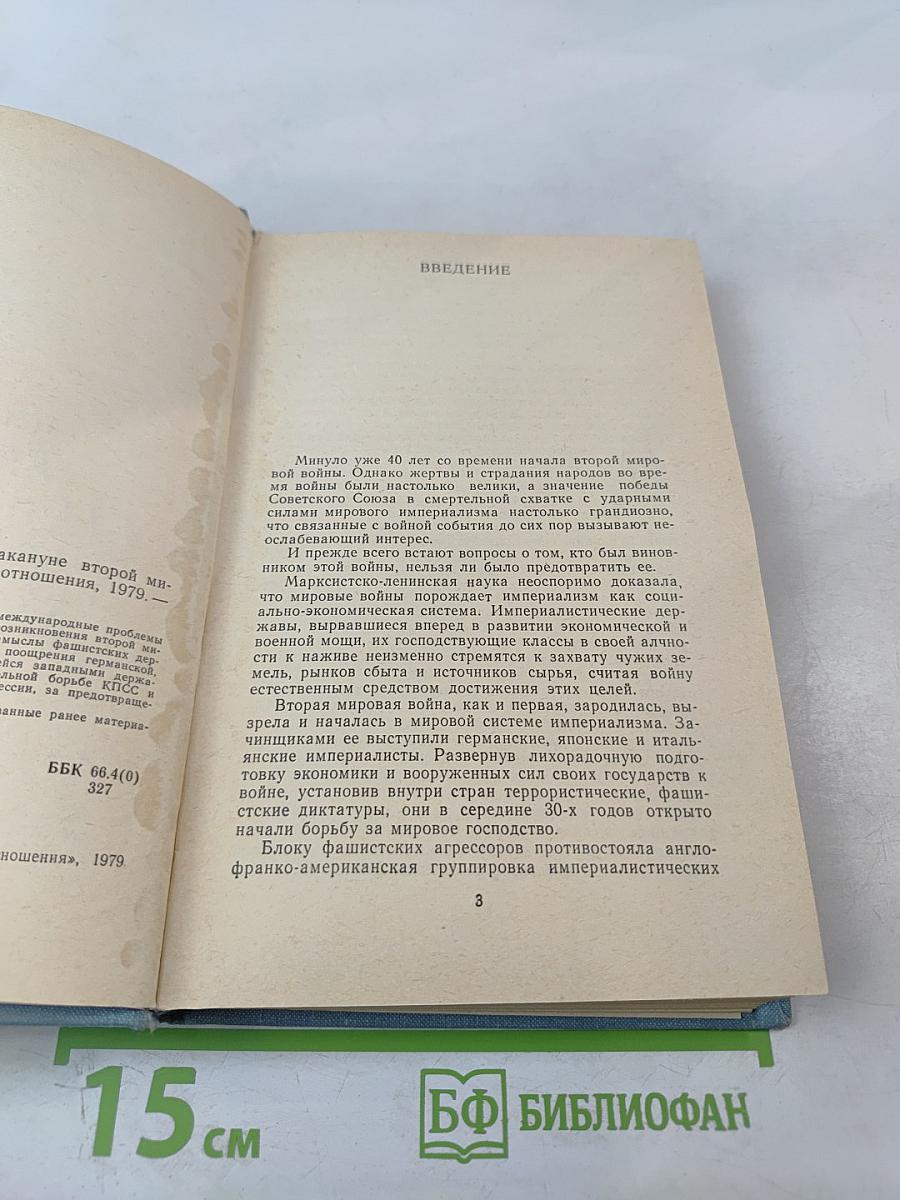 акануне второй ми-
отношения, 1979. —
международные проблемы
возникновения второй ми-
мыслы фашистских дер-
поощрения германской,
ейся западными держа-
ельной борьбе КПСС и
ессии, за предотвраще-
ванные ранее материа-
ББК 66.4(0)
327
ношения», 1979
ВВЕДЕНИЕ
Минуло уже 40 лет со времени начала второй миро-
вой войны. Однако жертвы и страдания народов во вре-
мя войны были настолько велики, а значение победы
Советского Союза в смертельной схватке с ударными
силами мирового империализма настолько грандиозно,
что связанные с войной события до сих пор вызывают не-
ослабевающий интерес.
И прежде всего встают вопросы о том, кто был винов-
ником этой войны, нельзя ли было предотвратить ее.
Марксистско-ленинская наука неоспоримо доказала,
что мировые войны порождает империализм как соци-
ально-экономическая система. Империалистические дер-
жавы, вырвавшиеся вперед в развитии экономической и
военной мощи, их господствующие классы в своей алчно-
сти к наживе неизменно стремятся к захвату чужих зе-
мель, рынков сбыта и источников сырья, считая войну
естественным средством достижения этих целей.
Вторая мировая война, как и первая, зародилась, вы-
зрела и началась в мировой системе империализма. За-
чинщиками ее выступили германские, японские и италь-
янские империалисты. Развернув лихорадочную подго-
товку экономики и вооруженных сил своих государств к
войне, установив внутри стран террористические, фаши-
стские диктатуры, они в середине 30-х годов открыто
начали борьбу за мировое господство.
Блоку фашистских агрессоров противостояла англо-
франко-американская группировка империалистических
3
15 см
БФ БИБЛИОФАН